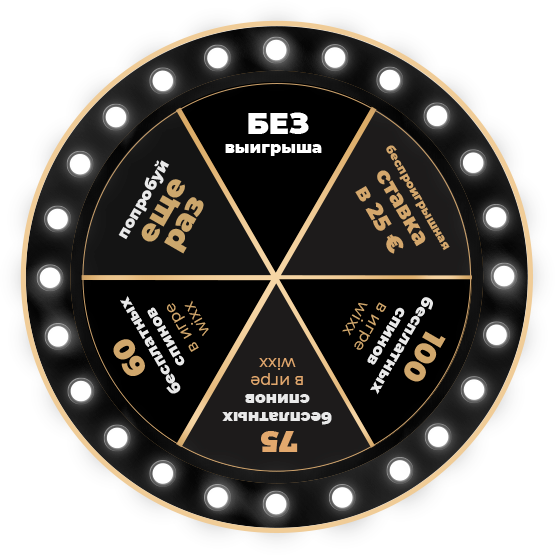 БЕЗ
выигрыша
беспроигрышная
ставка
в 25 €
100
бесплатных
спинов
в игре
wixx
75
бесплатных
спинов
в игре
wixx
60
бесплатных
спинов
в игре
wixx
попробуй
еще
раз